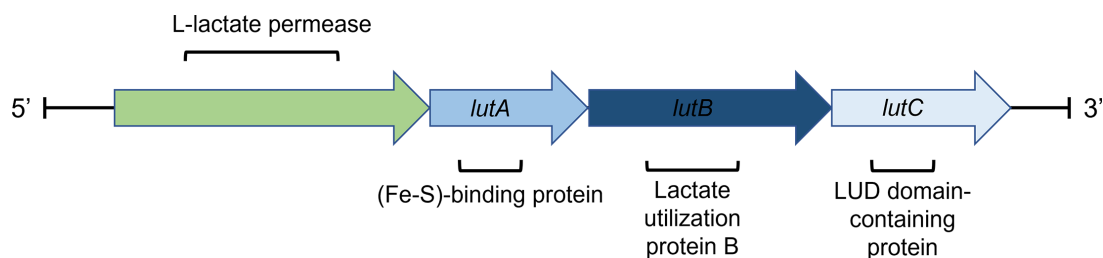 L-lactate permease
5’
lutA
lutB
lutC
3’
(Fe-S)-binding protein
Lactate
utilization
protein B
LUD domain-
containing
protein